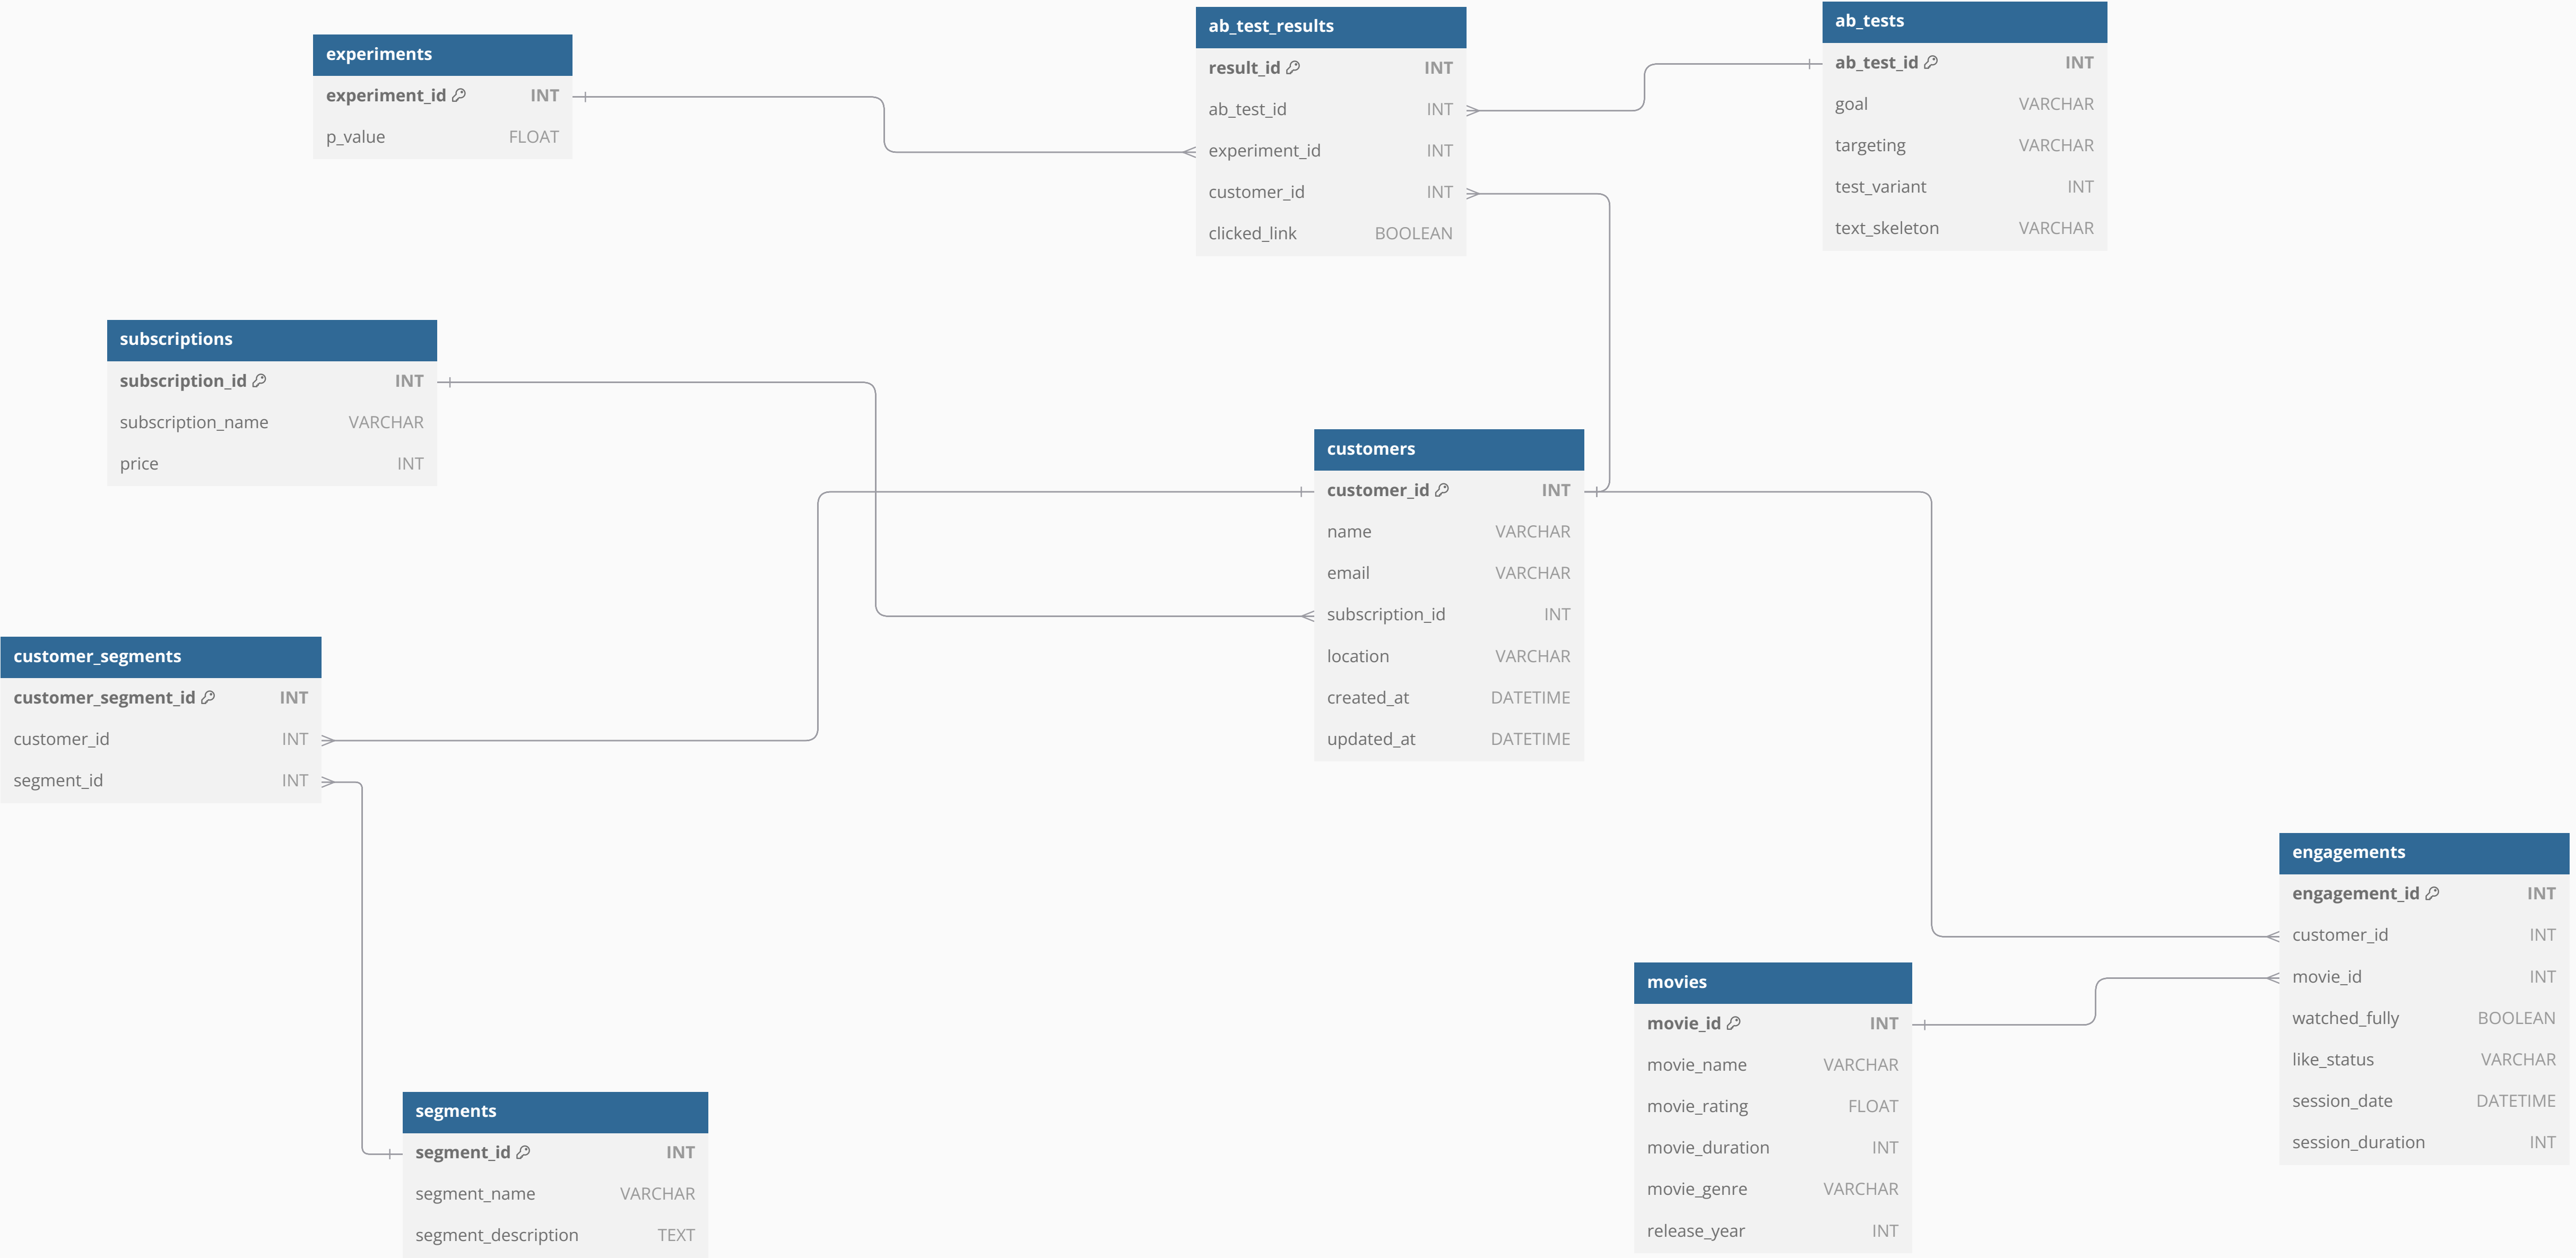 experiments
experiment_id INT
p_value FLOAT
ab_test_results
result_id INT
ab_test_id INT
experiment_id INT
customer_id INT
clicked_link BOOLEAN
ab_tests
ab_test_id INT
goal VARCHAR
targeting VARCHAR
test_variant INT
text_skeleton VARCHAR
subscriptions
subscription_id INT
subscription_name VARCHAR
price INT
customers
customer_id INT
name VARCHAR
email VARCHAR
subscription_id INT
location VARCHAR
created_at DATETIME
updated_at DATETIME
customer_segments
customer_segment_id INT
customer_id INT
segment_id INT
engagements
engagement_id INT
customer_id INT
movie_id INT
watched_fully BOOLEAN
like_status VARCHAR
session_date DATETIME
session_duration INT
movies
movie_id INT
movie_name VARCHAR
movie_rating FLOAT
movie_duration INT
movie_genre VARCHAR
release_year INT
segments
segment_id INT
segment_name VARCHAR
segment_description TEXT